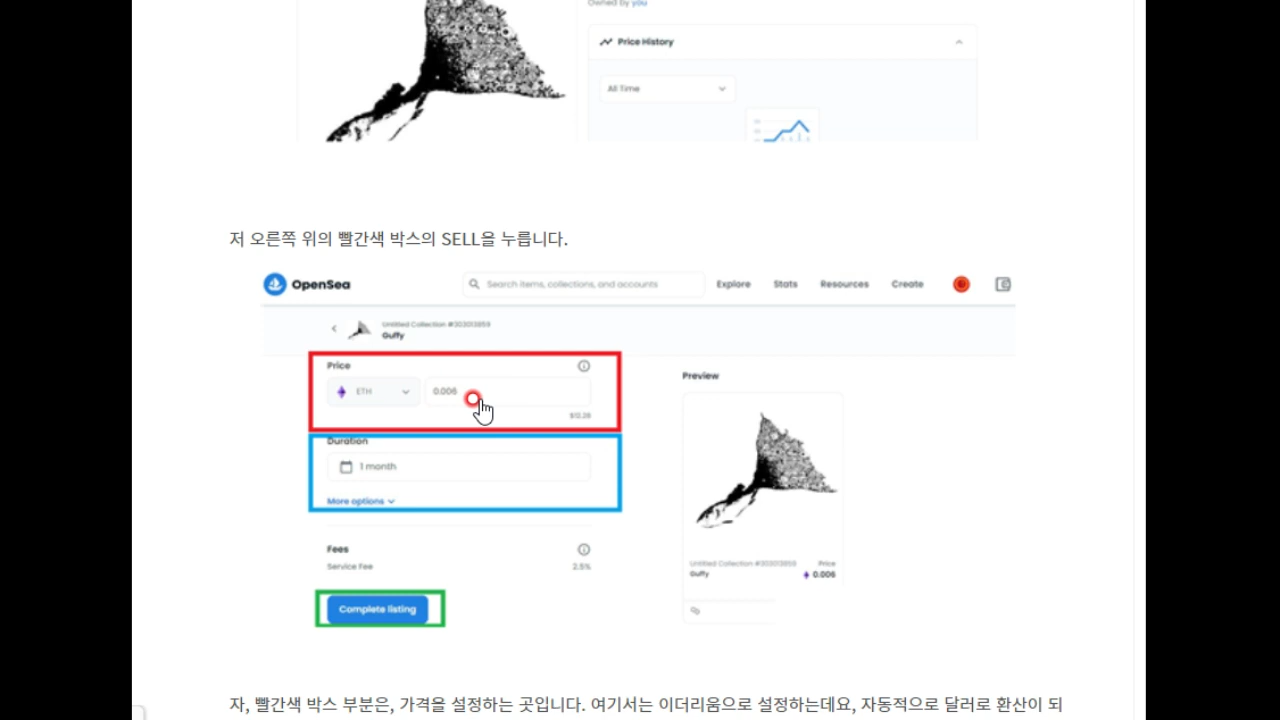 Owned by you
Price History
All Time
저 오른쪽 위의 빨간색 박스의 SELL을 누릅니다.
OpenSea
Search items, collections, and accounts
Explore
Stats
Resources
Create
Untitled Collection #303013859
Guffy
Price
ETH
0.006
$12.28
Duration
1 month
More options
Fees
Service Fee
2.5%
Complete listing
Preview
Untitled Collection #303013859
Price
Guffy
0.006
자, 빨간색 박스 부분은, 가격을 설정하는 곳입니다. 여기서는 이더리움으로 설정하는데요, 자동적으로 달러로 환산이 되